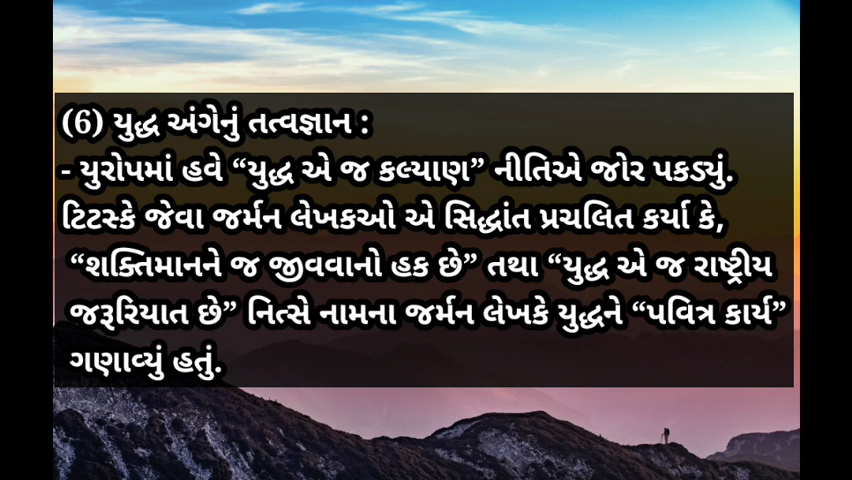 (6) યુદ્ધ અંગેનું તત્વજ્ઞાન :
- યુરોપમાં હવે “યુદ્ધ એ જ કલ્યાણ” નીતિએ જોર પકડ્યું.
ટિટસ્કે જેવા જર્મન લેખકઓ એ સિદ્ધાંત પ્રચલિત કર્યા કે,
“શક્તિમાનને જ જીવવાનો હક છે” તથા “યુદ્ધ એ જ રાષ્ટ્રીય
જરૂરિયાત છે” નિત્સે નામના જર્મન લેખકે યુદ્ધને “પવિત્ર કાર્ય”
ગણાવ્યું હતું.